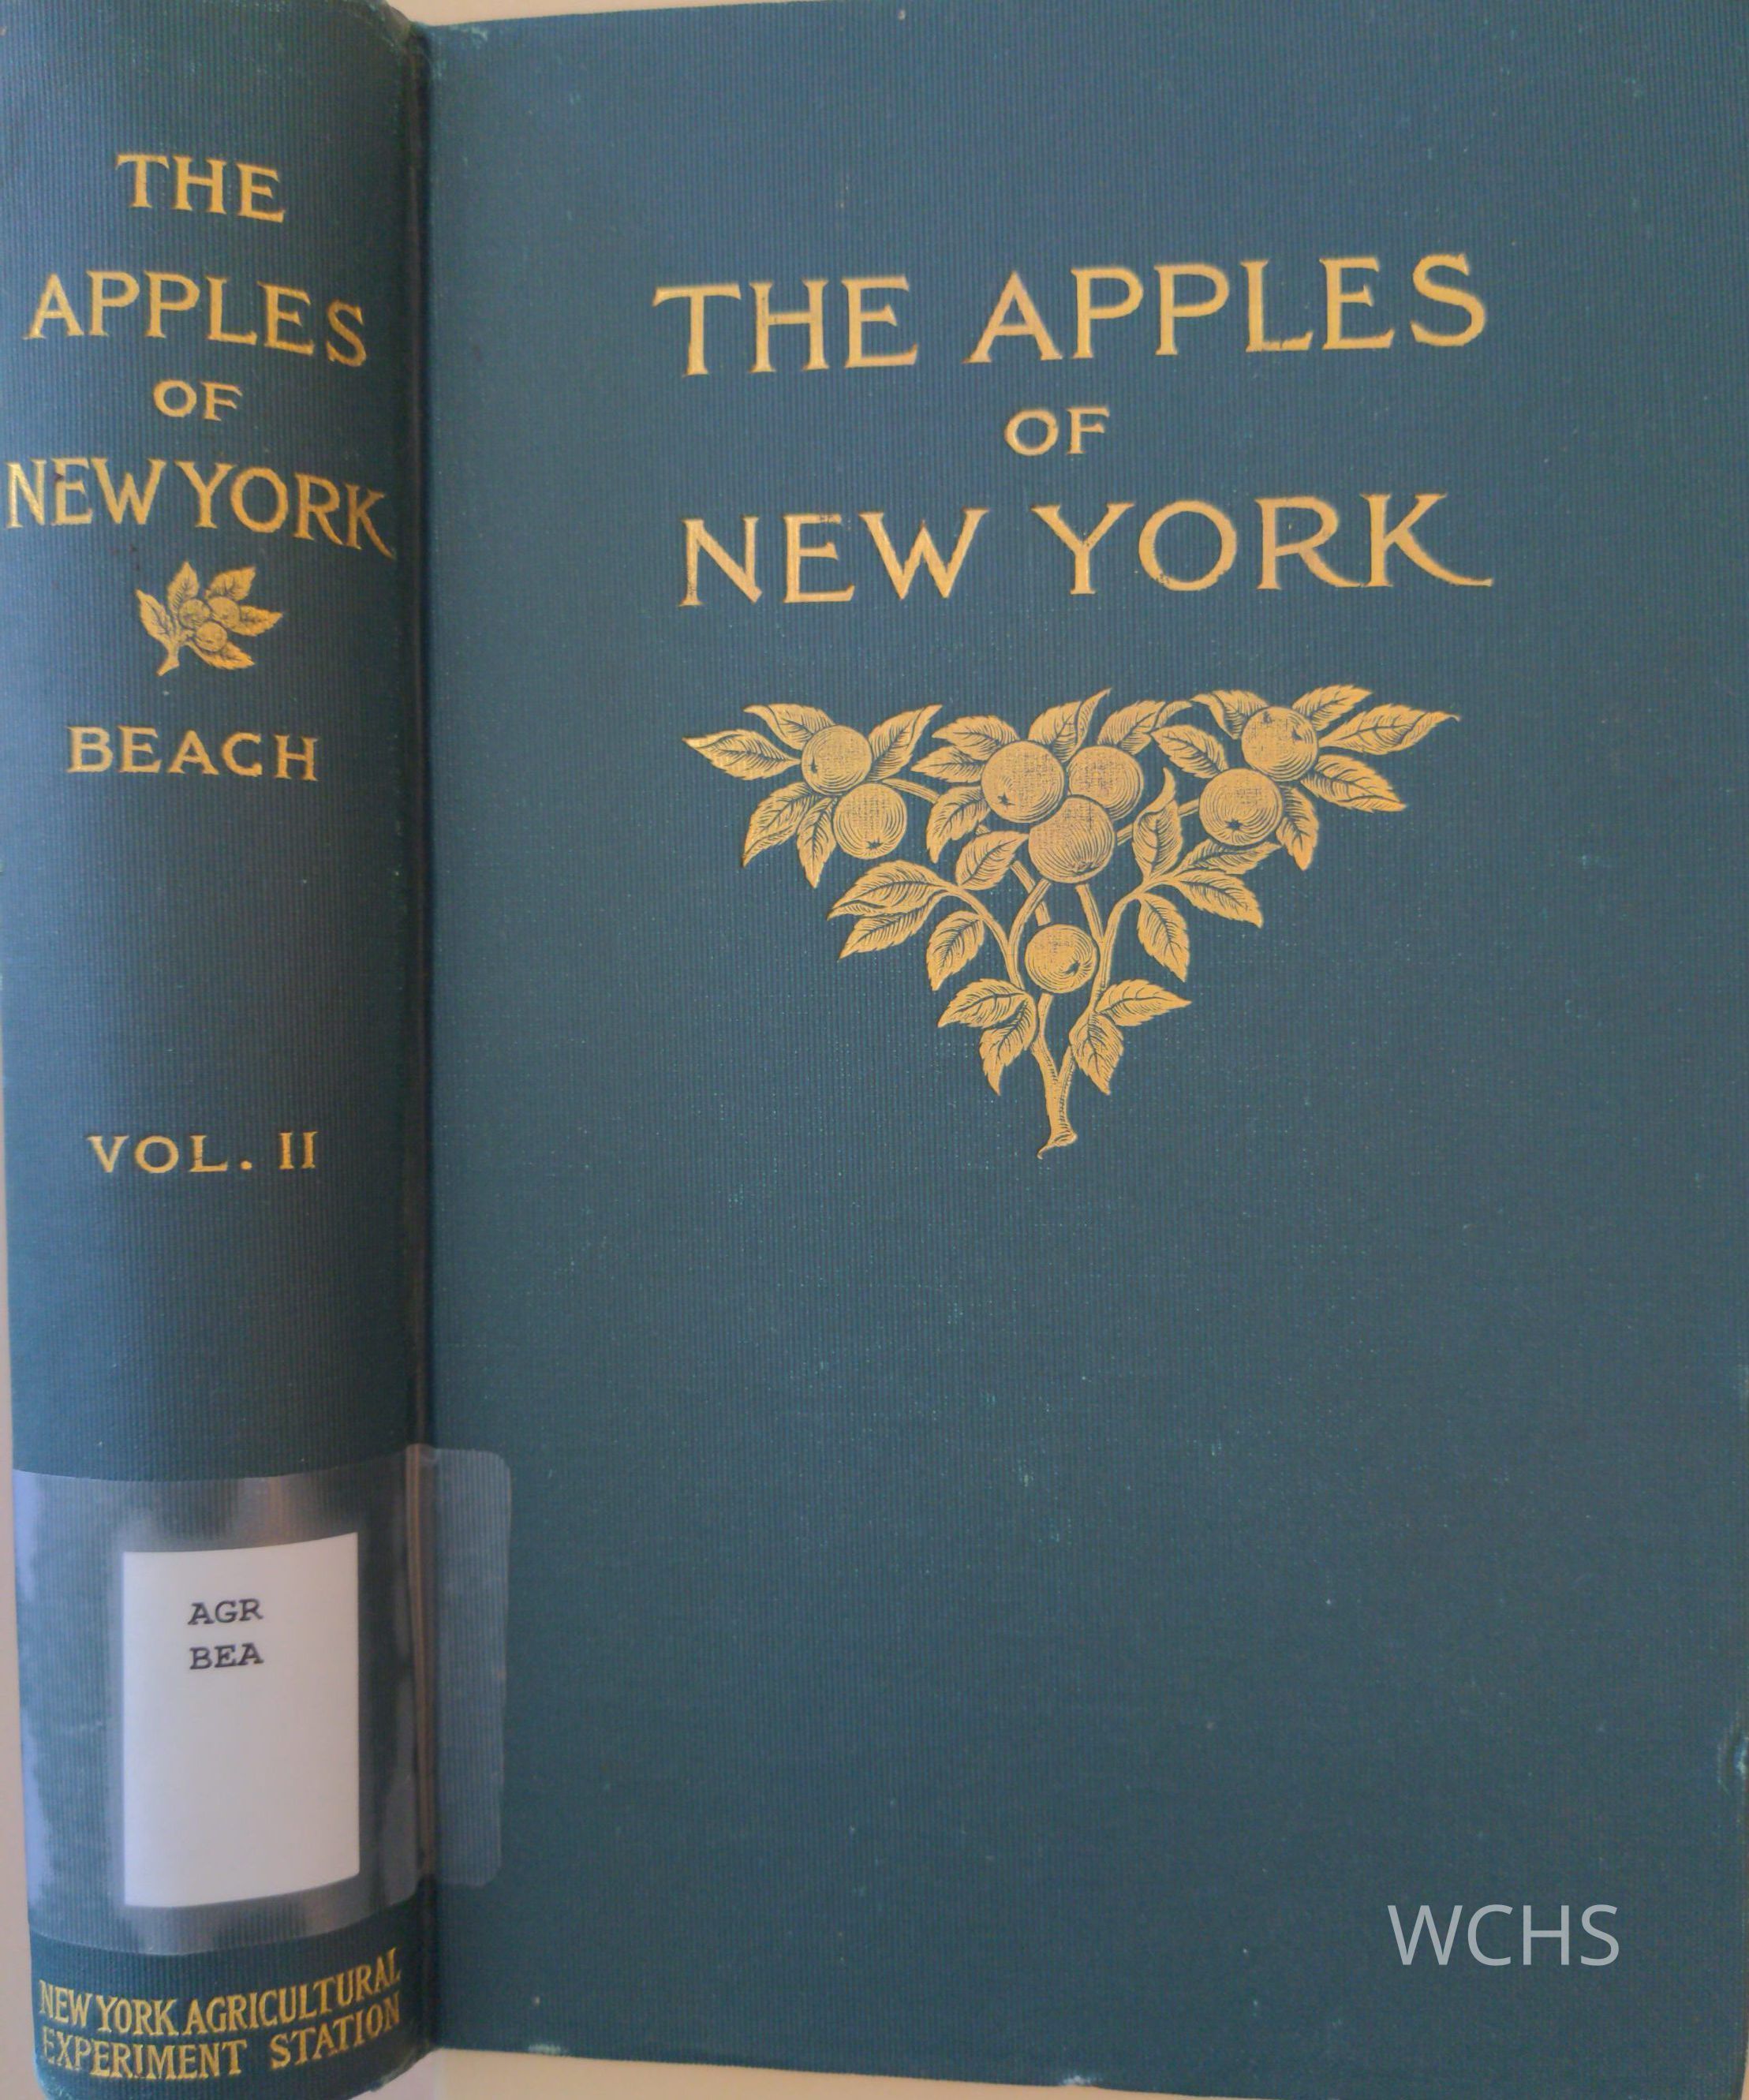 THE
APPLES
OF
NEW YORK
BEACH
VOL. II
AGR
BEA
NEW YORK AGRICULTURAL
EXPERIMENT STATION
THE APPLES
OF
NEW YORK
WCHS